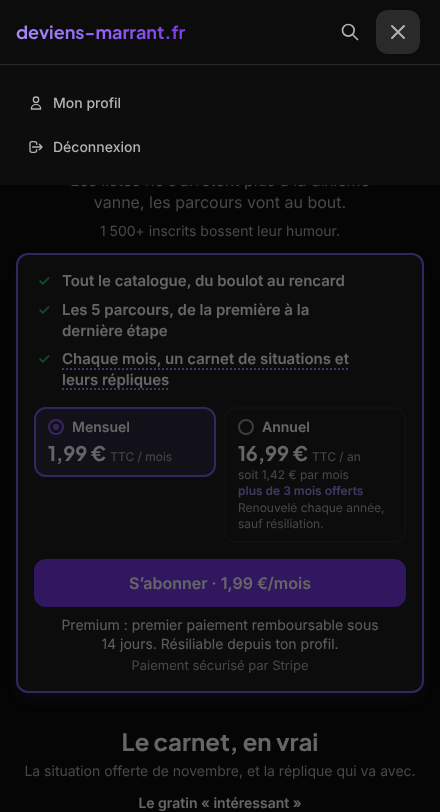 deviens-marrant.fr
Mon profil
Déconnexion
vanne, les parcours vont au bout.
1 500+ inscrits bossent leur humour.
Tout le catalogue, du boulot au rencard
Les 5 parcours, de la première à la
dernière étape
Chaque mois, un carnet de situations et
leurs répliques
Mensuel
1,99 € TTC / mois
Annuel
16,99 € TTC / an
soit 1,42 € par mois
plus de 3 mois offerts
Renouvelé chaque année,
sauf résiliation.
S'abonner · 1,99 €/mois
Premium : premier paiement remboursable sous
14 jours. Résiliable depuis ton profil.
Paiement sécurisé par Stripe
Le carnet, en vrai
La situation offerte de novembre, et la réplique qui va avec.
Le gratin « intéressant »